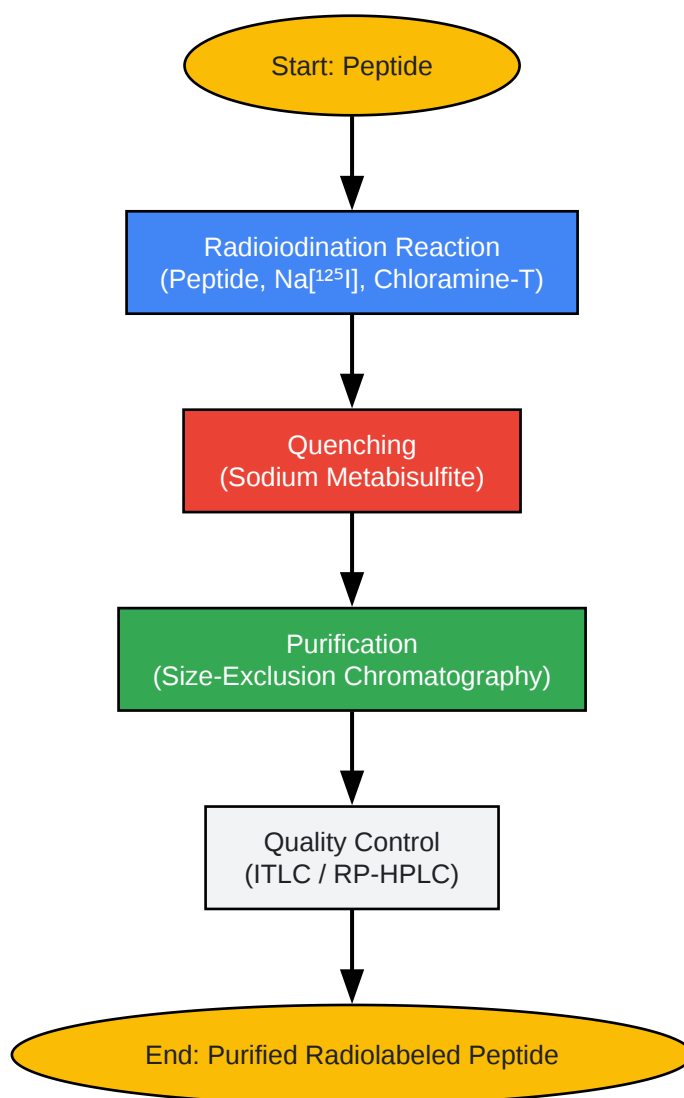 Start: Peptide
Radioiodination Reaction
(Peptide, Na[¹²⁵I], Chloramine-T)
Quenching
(Sodium Metabisulfite)
Purification
(Size-Exclusion Chromatography)
Quality Control
(ITLC / RP-HPLC)
End: Purified Radiolabeled Peptide